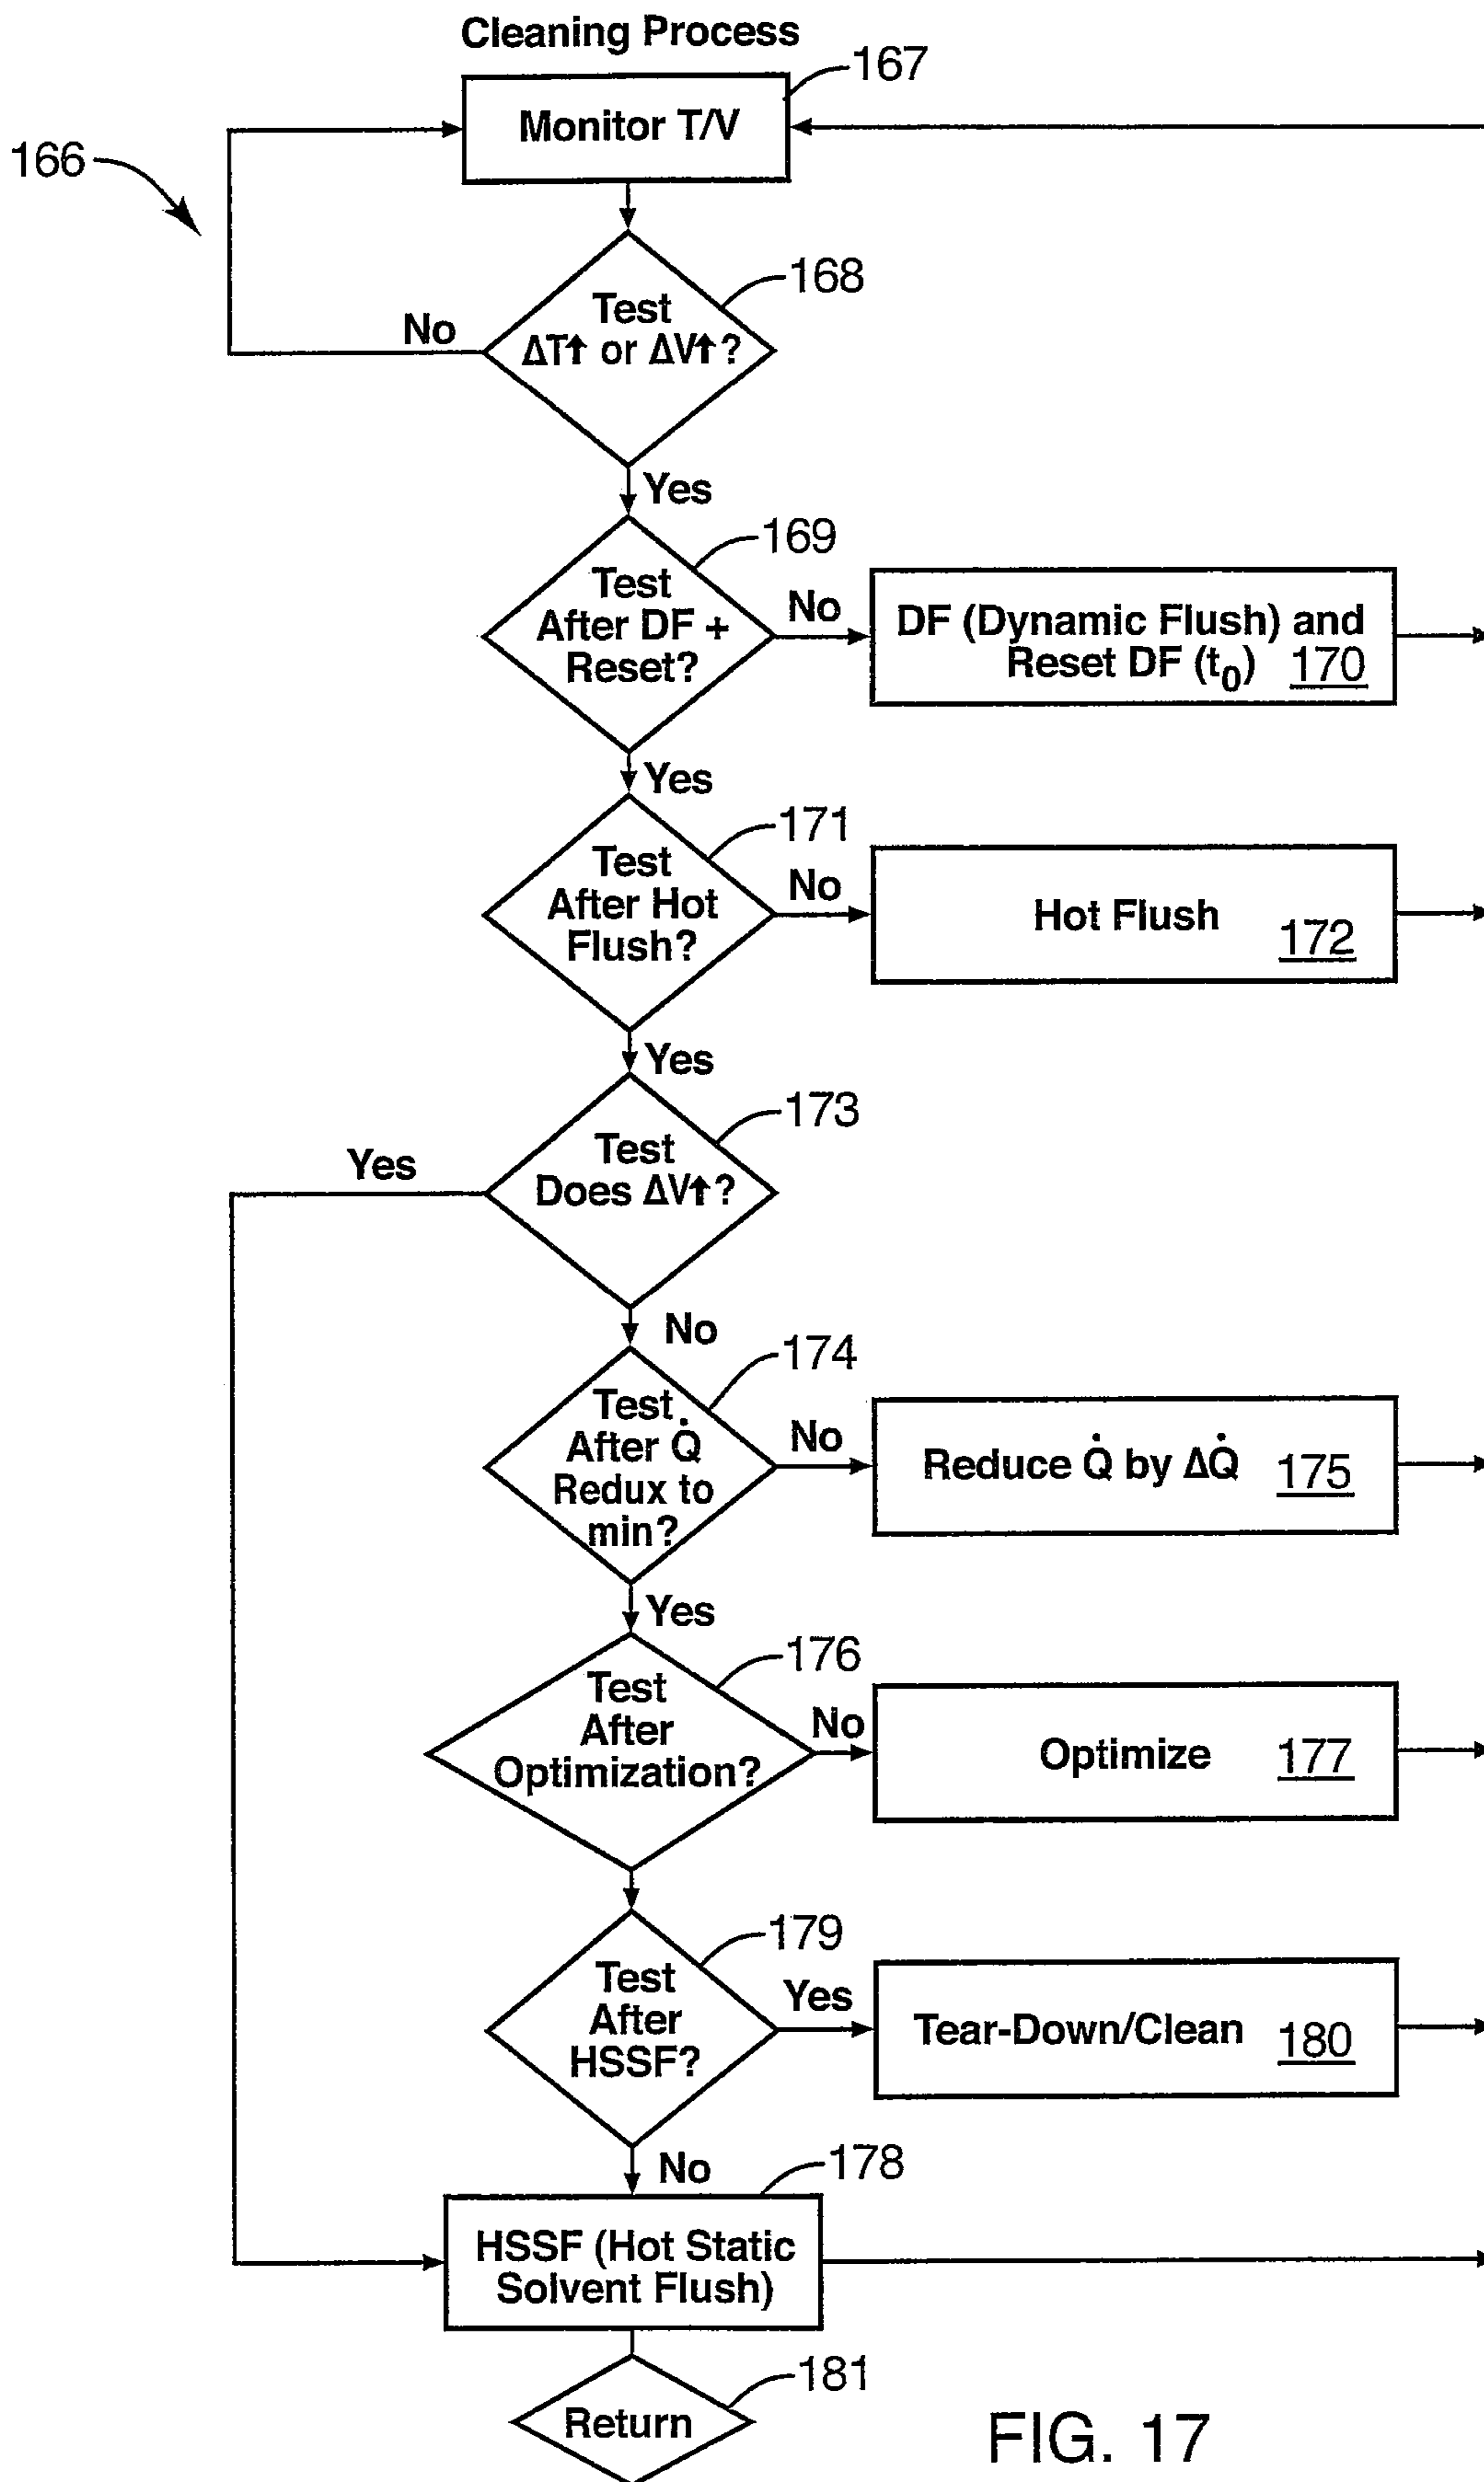 Cleaning Process
167
Monitor T/V
166
168
Test
ΔT↑ or ΔV↑?
No
Yes
169
Test
After DF +
Reset?
No
DF (Dynamic Flush) and
Reset DF (t₀) 170
Yes
171
Test
After Hot
Flush?
No
Hot Flush 172
Yes
173
Test
Does ΔV↑?
Yes
No
174
Test
After Q̇
Redux to
min?
No
Reduce Q̇ by ΔQ̇ 175
Yes
176
Test
After
Optimization?
No
Optimize 177
179
Test
After
HSSF?
Yes
Tear-Down/Clean 180
No
178
HSSF (Hot Static
Solvent Flush)
181
Return
FIG. 17